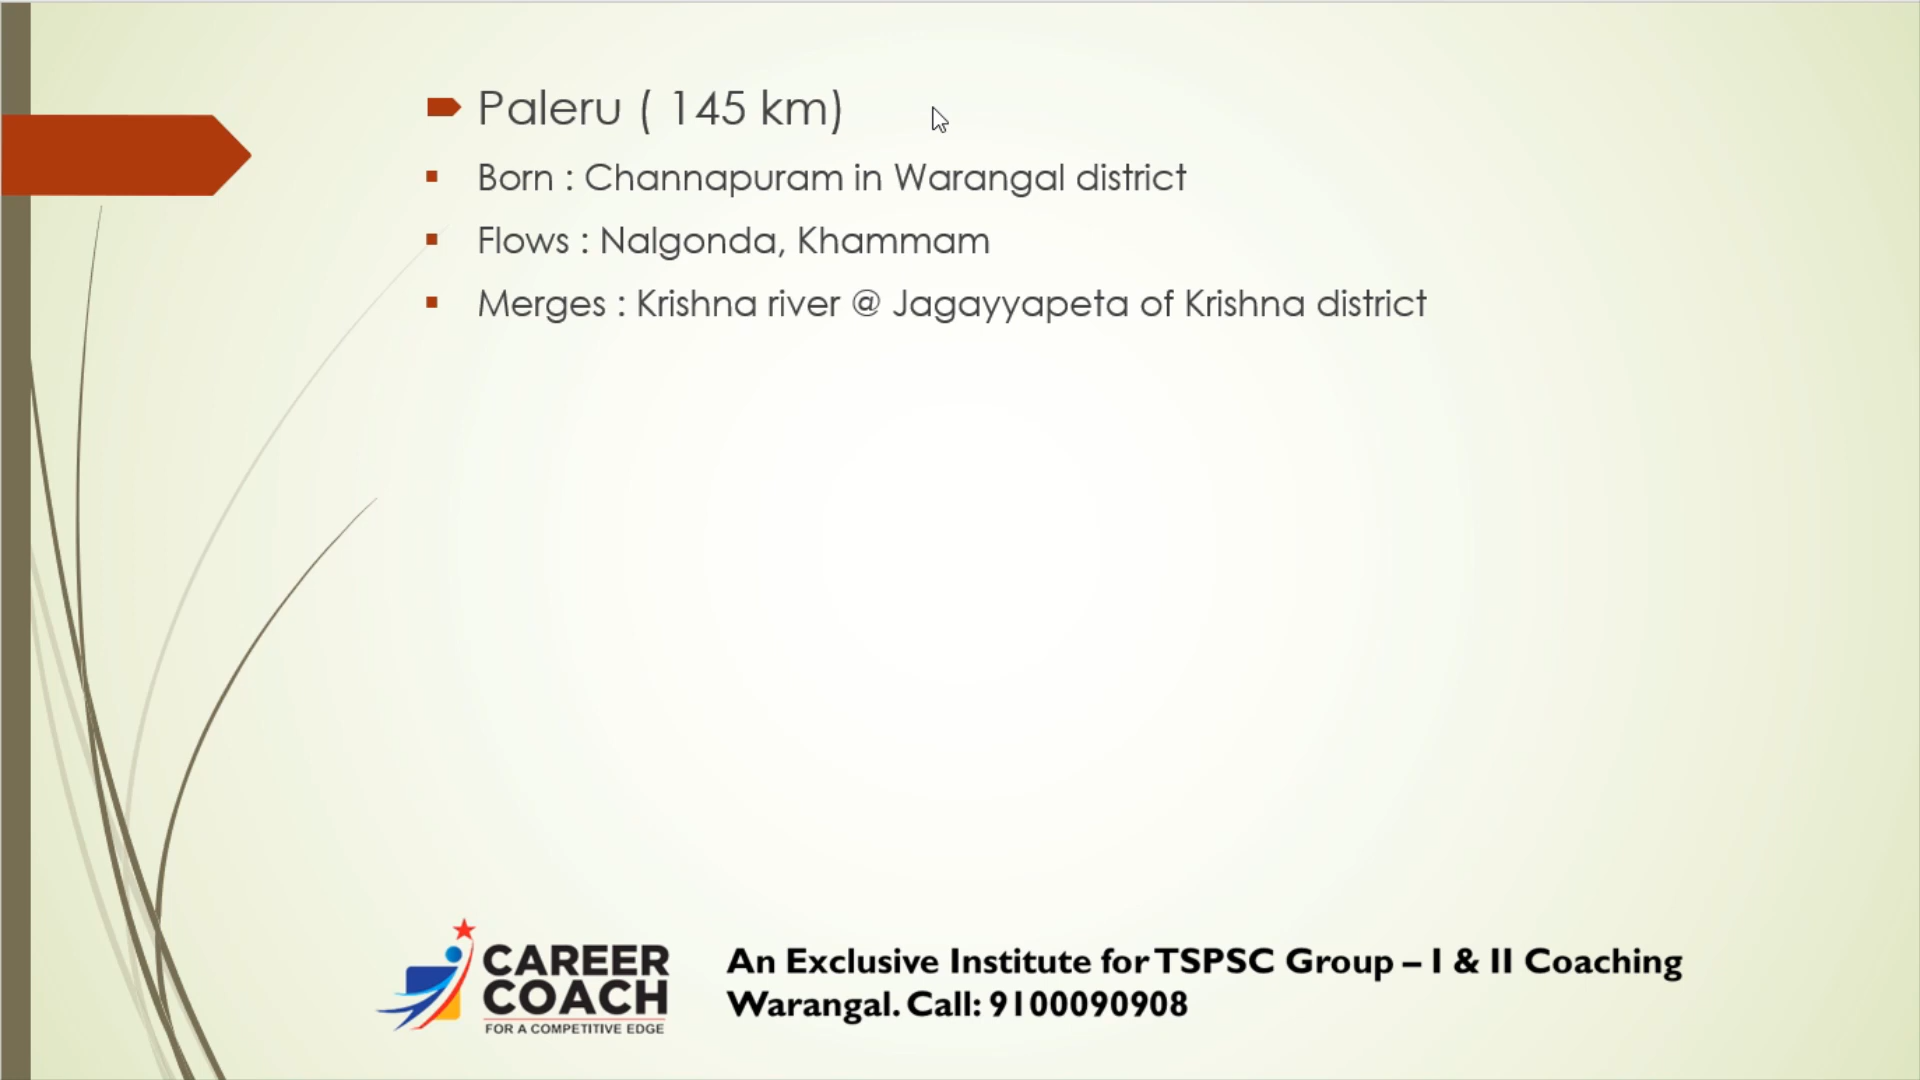 Paleru ( 145 km)
Born : Channapuram in Warangal district
Flows : Nalgonda, Khammam
Merges : Krishna river @ Jagayyapeta of Krishna district
CAREER
COACH
FOR A COMPETITIVE EDGE
An Exclusive Institute for TSPSC Group – I & II Coaching
Warangal. Call: 9100090908